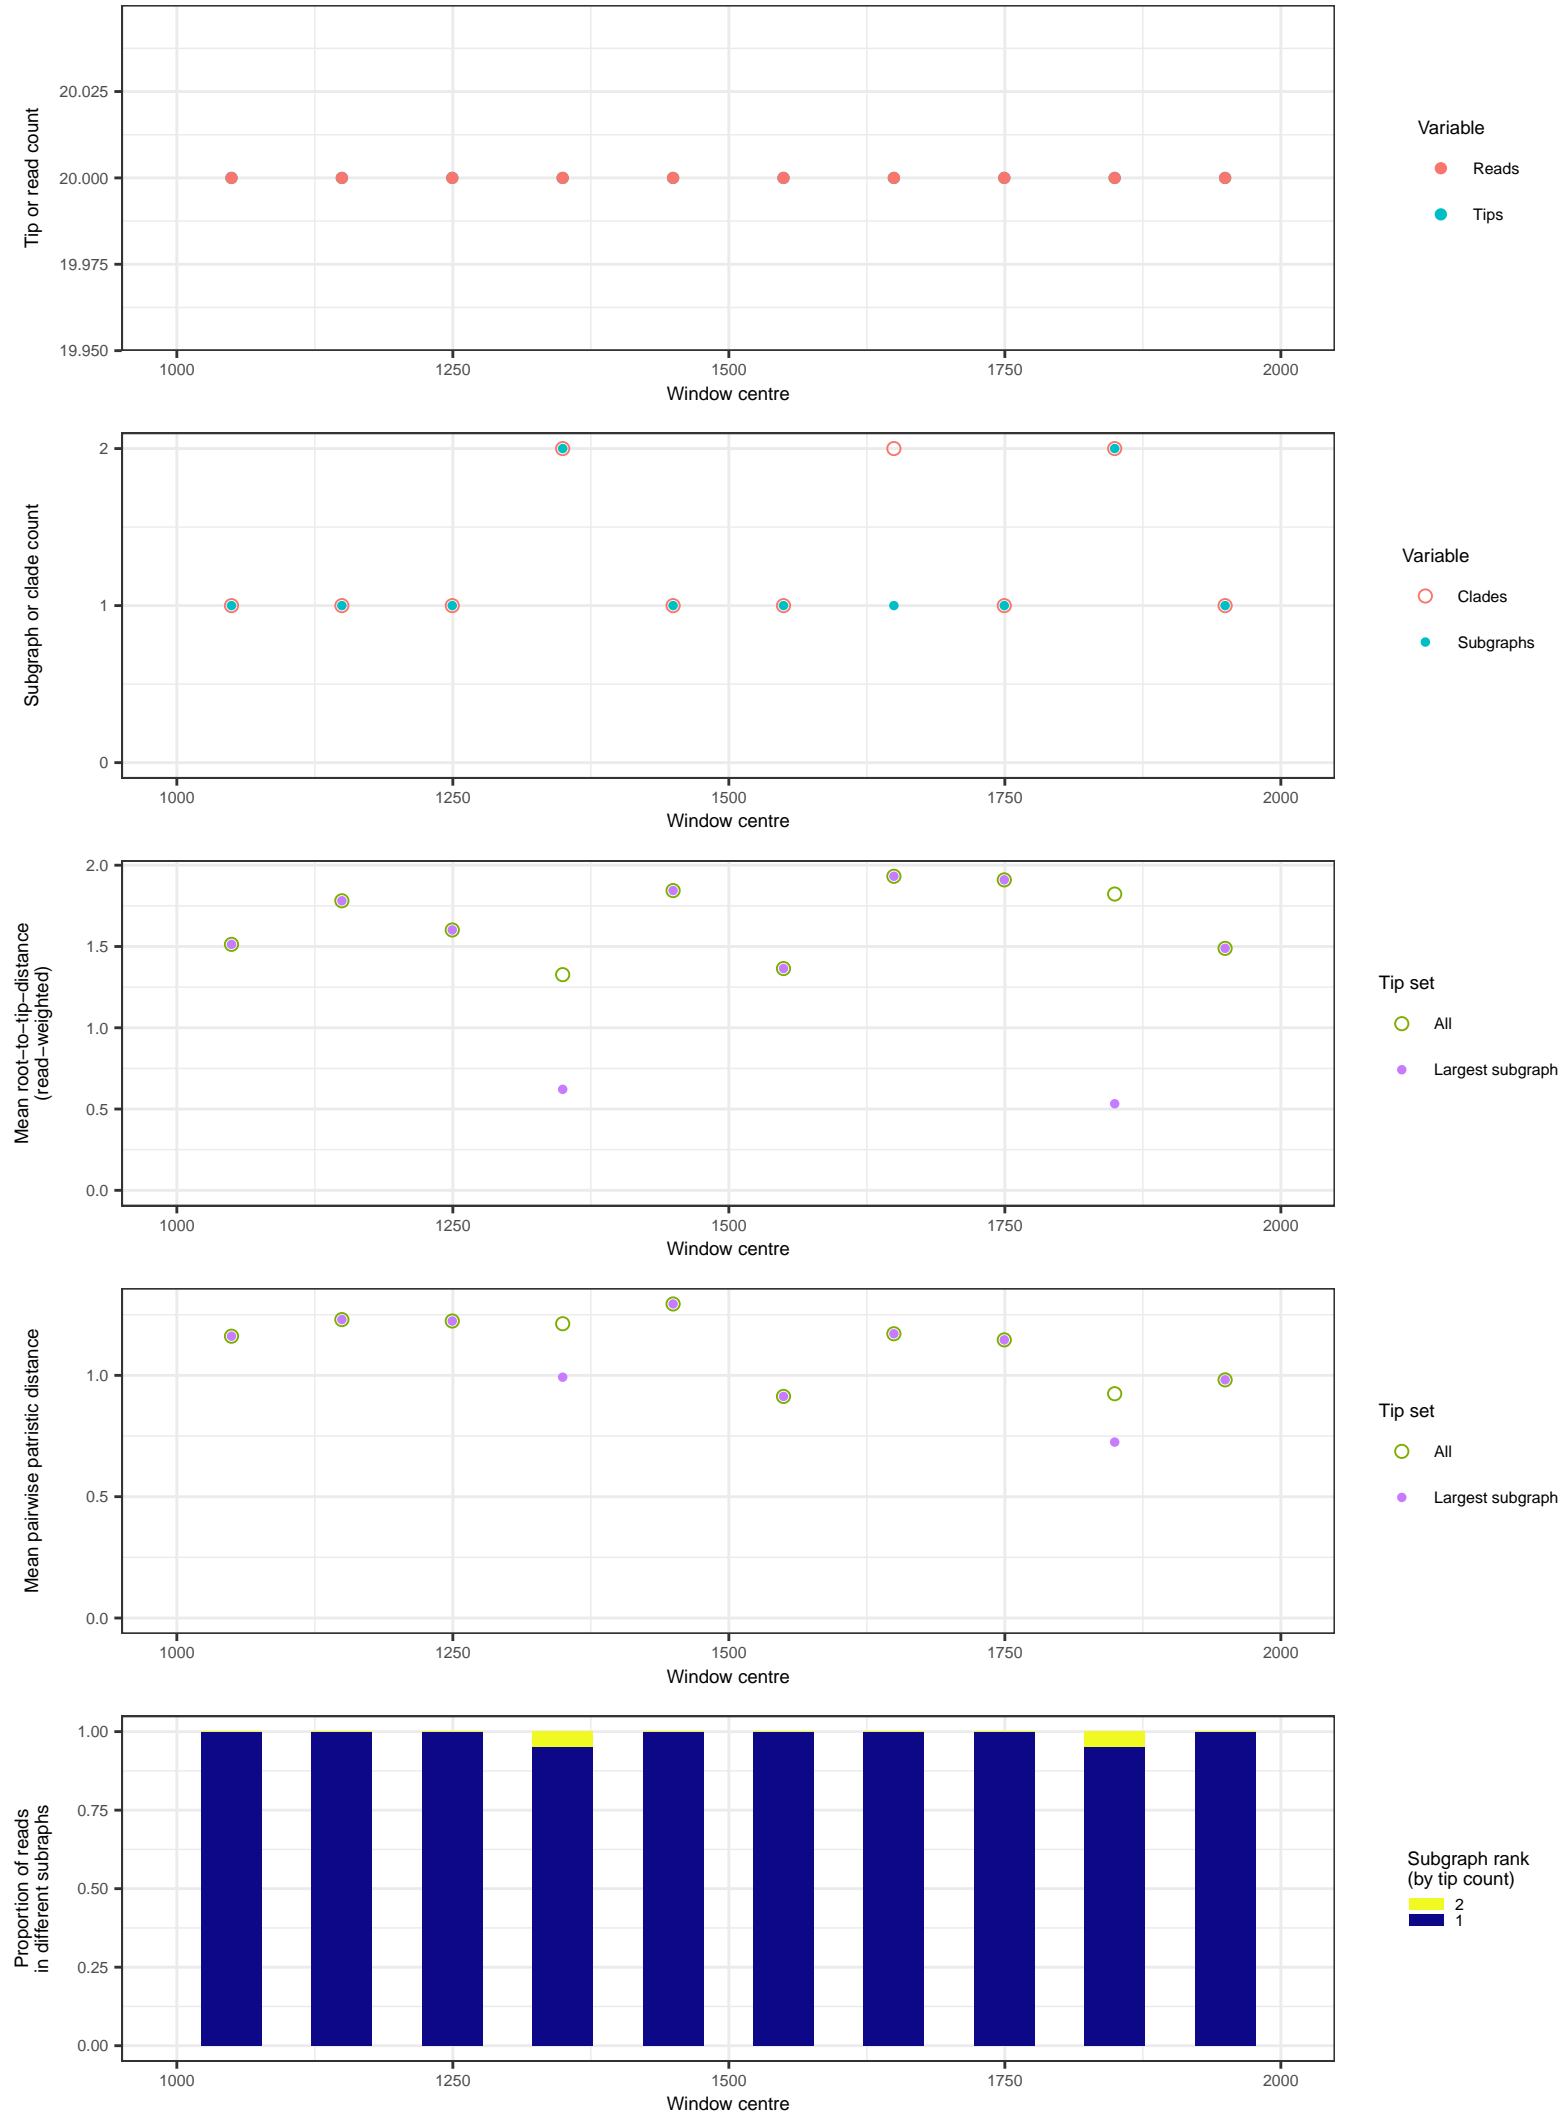 Tip or read count
20.025
20.000
19.975
19.950
1000 1250 1500 1750 2000
Window centre
Variable
Reads
Tips
Subgraph or clade count
2
1
0
1000 1250 1500 1750 2000
Window centre
Variable
Clades
Subgraphs
Mean root−to−tip−distance
(read−weighted)
2.0
1.5
1.0
0.5
0.0
1000 1250 1500 1750 2000
Window centre
Tip set
All
Largest subgraph
Mean pairwise patristic distance
1.0
0.5
0.0
1000 1250 1500 1750 2000
Window centre
Tip set
All
Largest subgraph
Proportion of reads
in different subraphs
1.00
0.75
0.50
0.25
0.00
1000 1250 1500 1750 2000
Window centre
Subgraph rank
(by tip count)
2
1